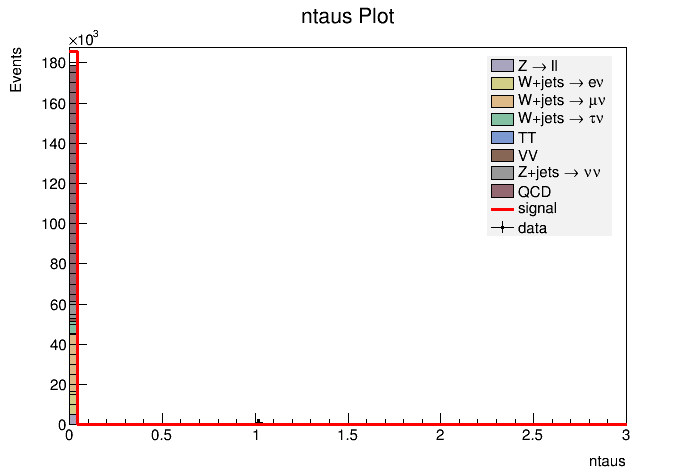 ntaus Plot
×10³
Events
180
160
140
120
100
80
60
40
20
0
0 0.5 1 1.5 2 2.5 3
ntaus
Z → ll
W+jets → eν
W+jets → μν
W+jets → τν
TT
VV
Z+jets → νν
QCD
signal
data